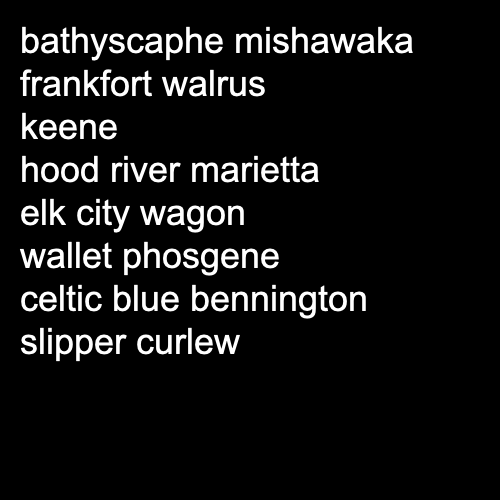 bathyscaphe mishawaka
frankfort walrus
keene
hood river marietta
elk city wagon
wallet phosgene
celtic blue bennington
slipper curlew